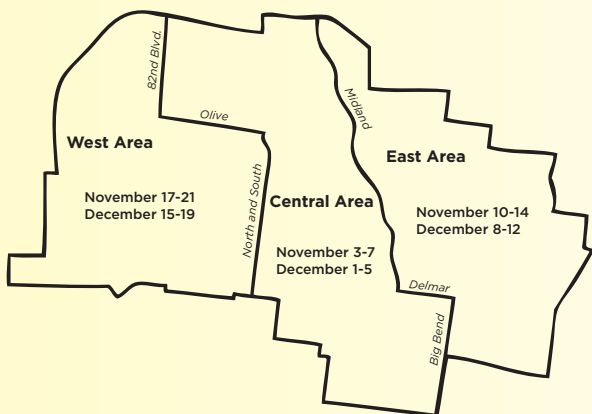 82nd Blvd.
Olive
Midland
West Area
November 17-21
December 15-19
North and South
Central Area
November 3-7
December 1-5
East Area
November 10-14
December 8-12
Delmar
Big Bend